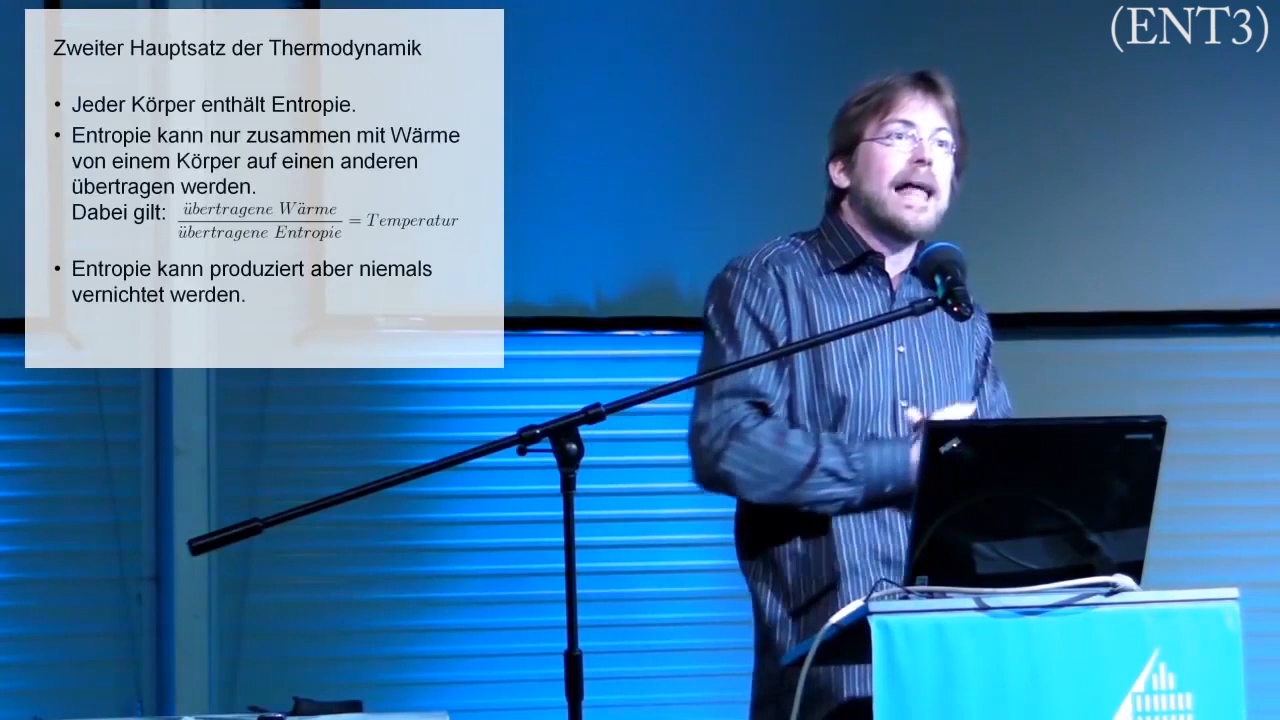 (ENT3)
Zweiter Hauptsatz der Thermodynamik
• Jeder Körper enthält Entropie.
• Entropie kann nur zusammen mit Wärme
von einem Körper auf einen anderen
übertragen werden.
Dabei gilt: übertragene Wärme / übertragene Entropie = Temperatur
• Entropie kann produziert aber niemals
vernichtet werden.